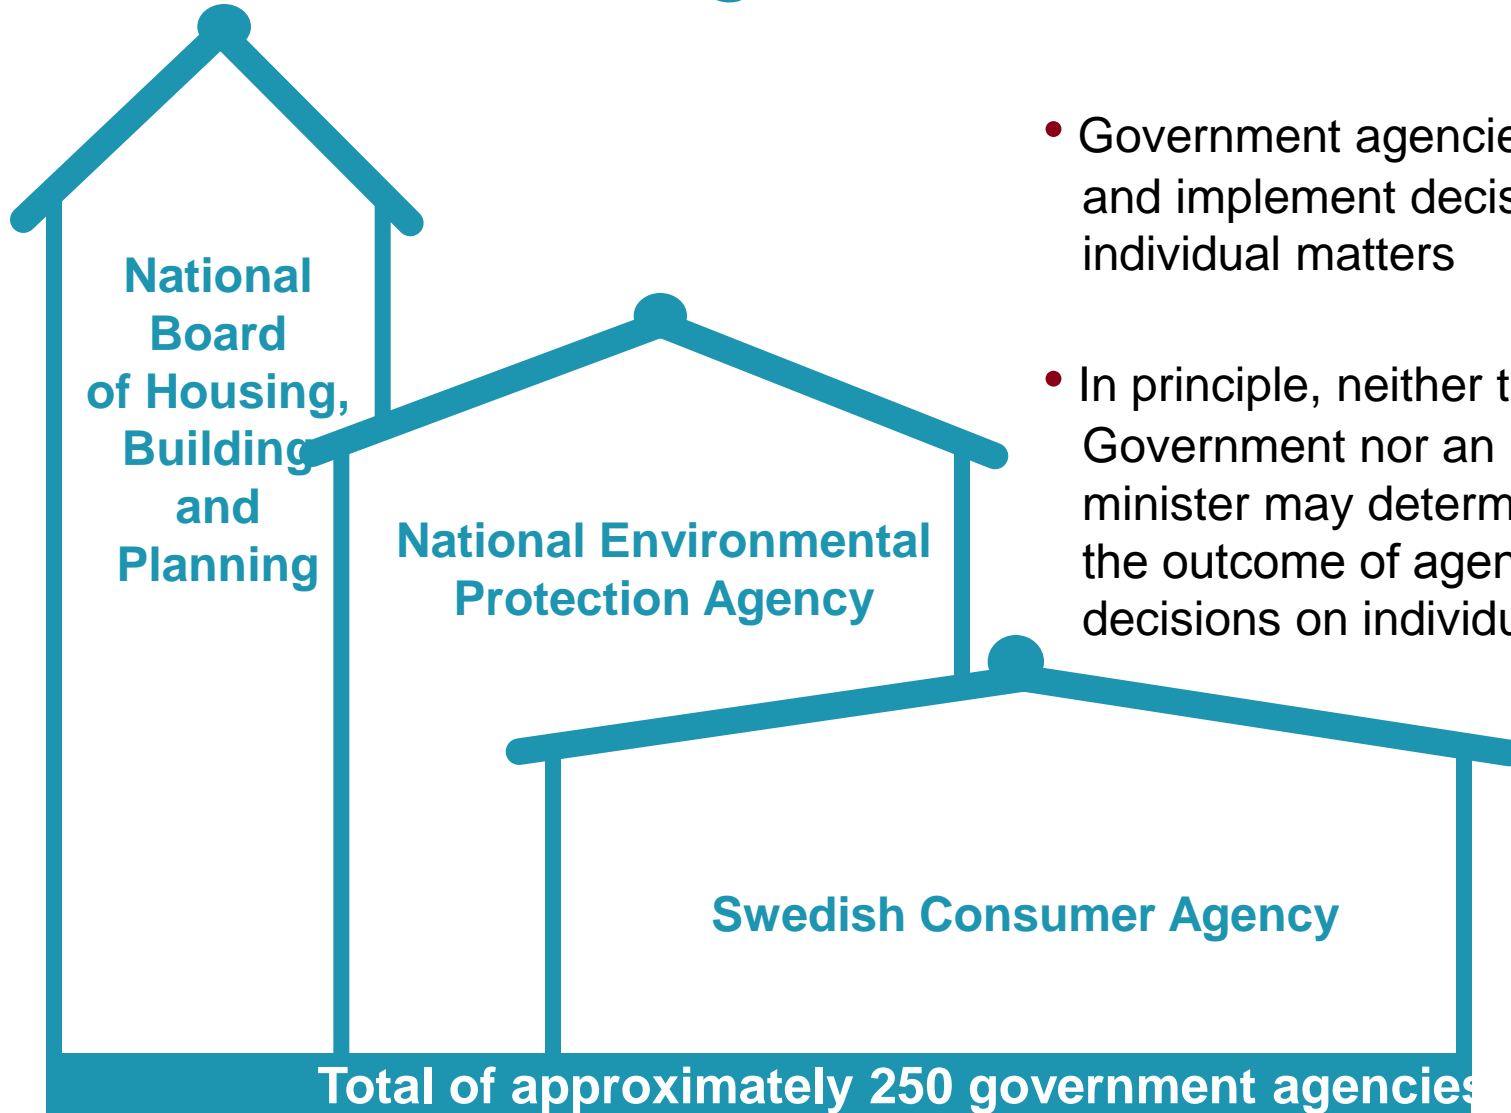 National
Board
of Housing,
Building
and
Planning
National Environmental
Protection Agency
Swedish Consumer Agency
• Government agencie
and implement decis
individual matters
• In principle, neither t
Government nor an
minister may determ
the outcome of agen
decisions on individu
Total of approximately 250 government agencies